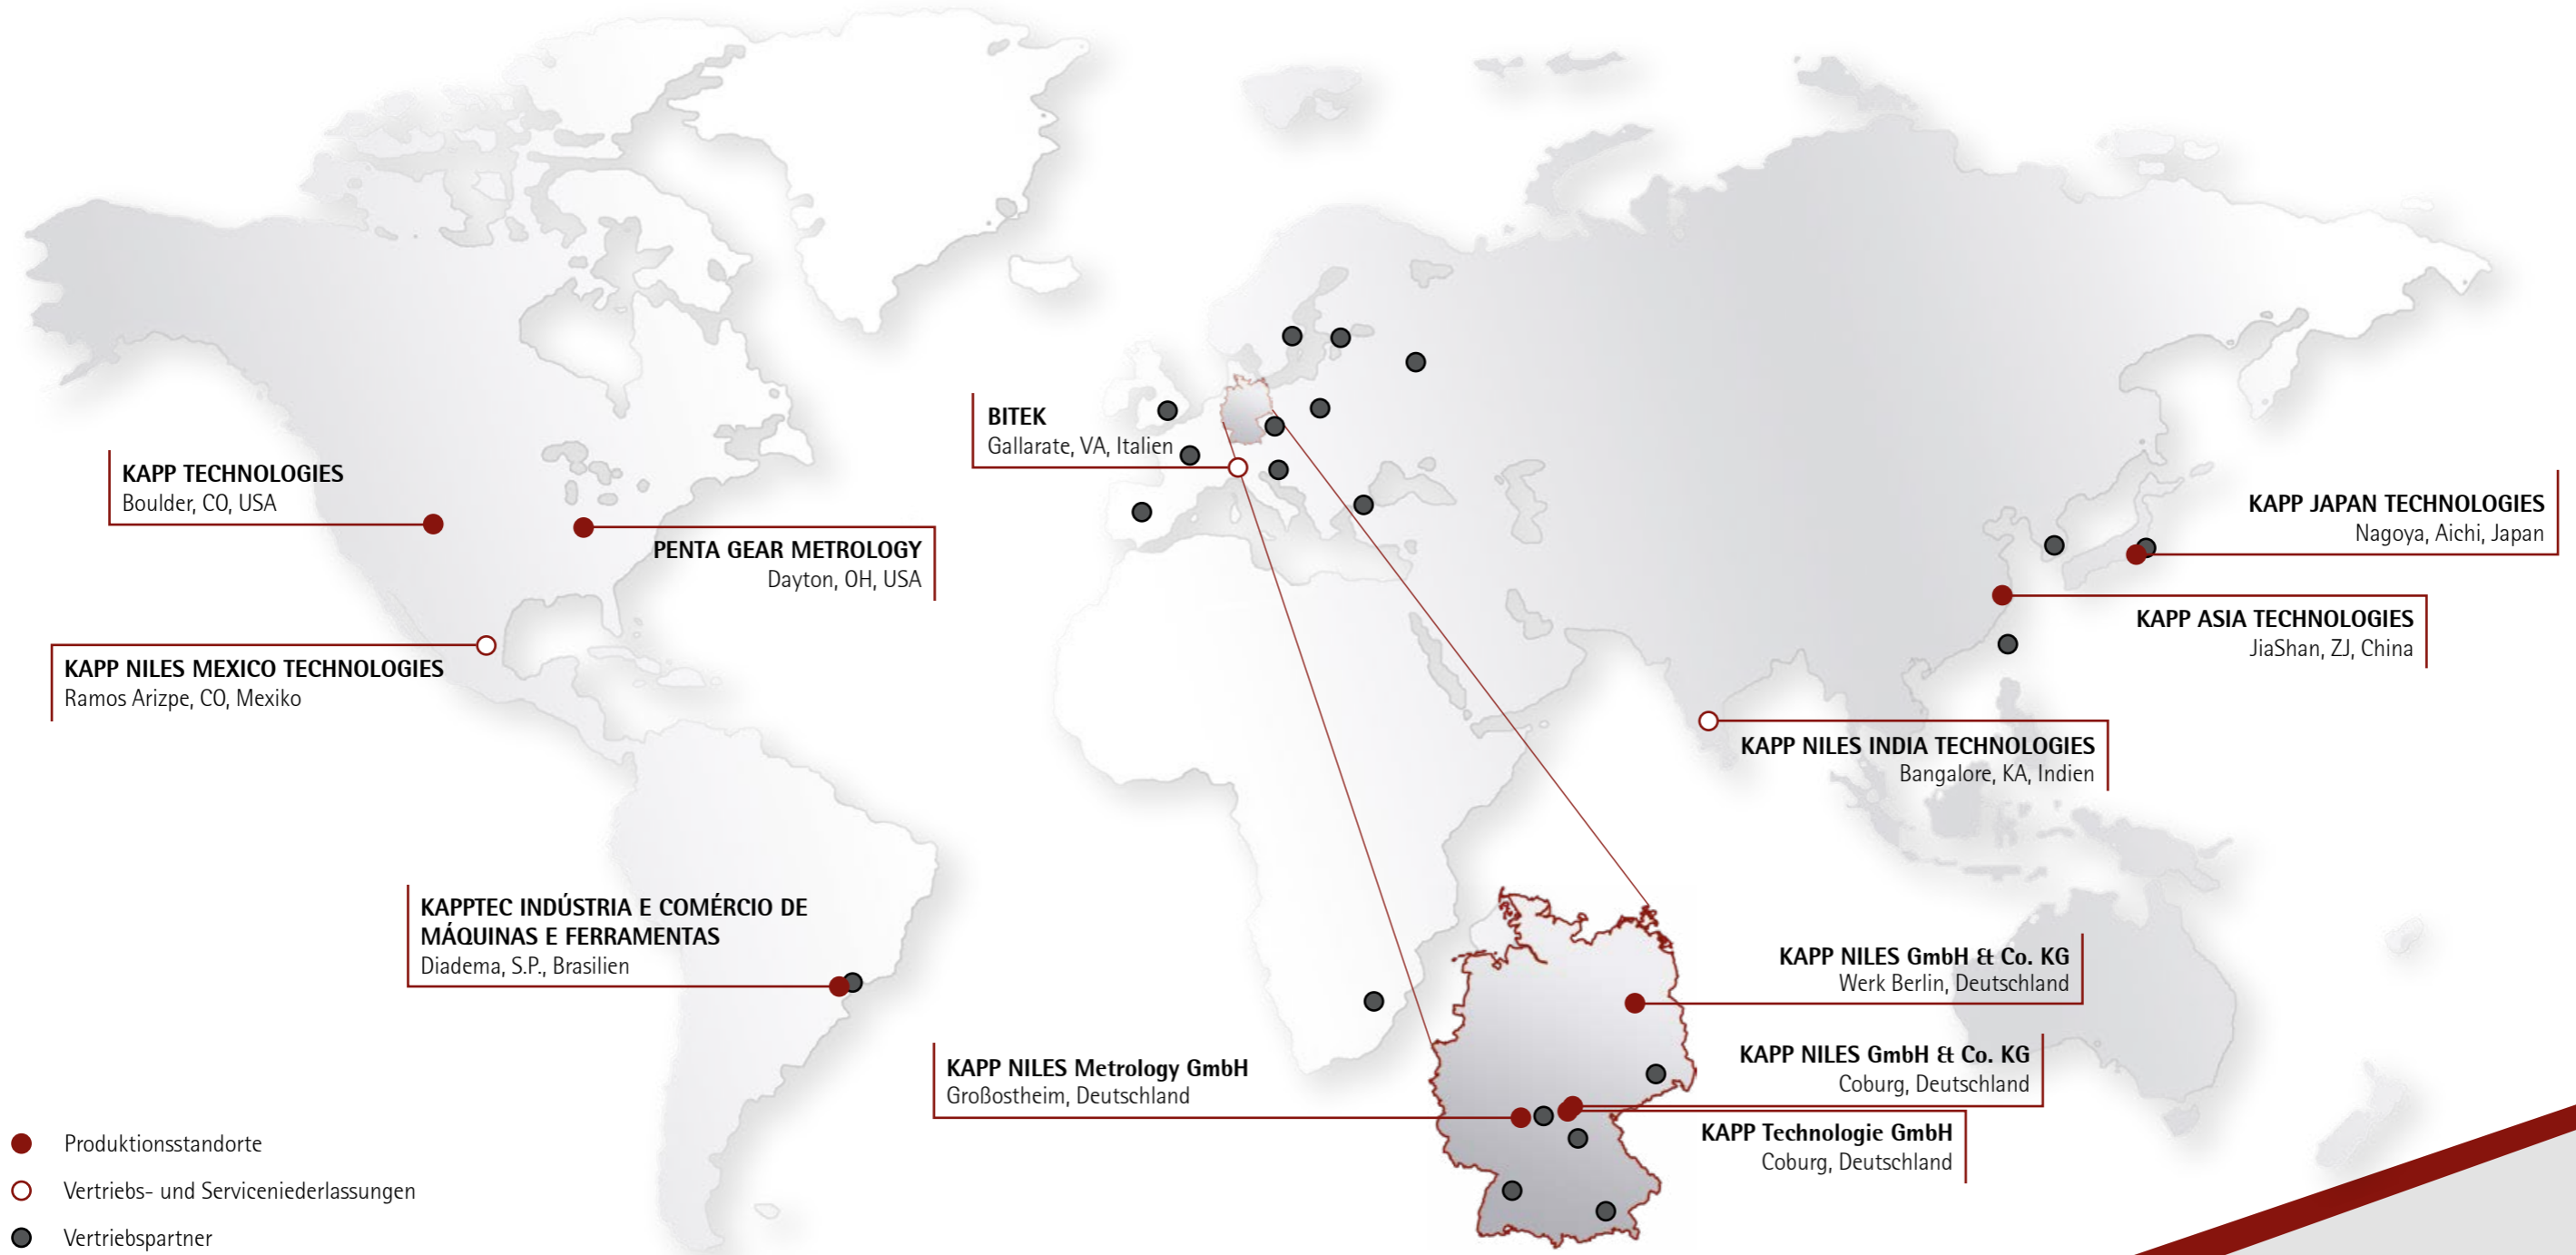 BITEK
Gallarate, VA, Italien
KAPP TECHNOLOGIES
Boulder, CO, USA
PENTA GEAR METROLOGY
Dayton, OH, USA
KAPP NILES MEXICO TECHNOLOGIES
Ramos Arizpe, CO, Mexiko
KAPP JAPAN TECHNOLOGIES
Nagoya, Aichi, Japan
KAPP ASIA TECHNOLOGIES
JiaShan, ZJ, China
KAPP NILES INDIA TECHNOLOGIES
Bangalore, KA, Indien
KAPPTEC INDÚSTRIA E COMÉRCIO DE
MÁQUINAS E FERRAMENTAS
Diadema, S.P., Brasilien
KAPP NILES GmbH & Co. KG
Werk Berlin, Deutschland
KAPP NILES GmbH & Co. KG
Coburg, Deutschland
KAPP NILES Metrology GmbH
Großostheim, Deutschland
KAPP Technologie GmbH
Coburg, Deutschland
Produktionsstandorte
Vertriebs- und Serviceniederlassungen
Vertriebspartner